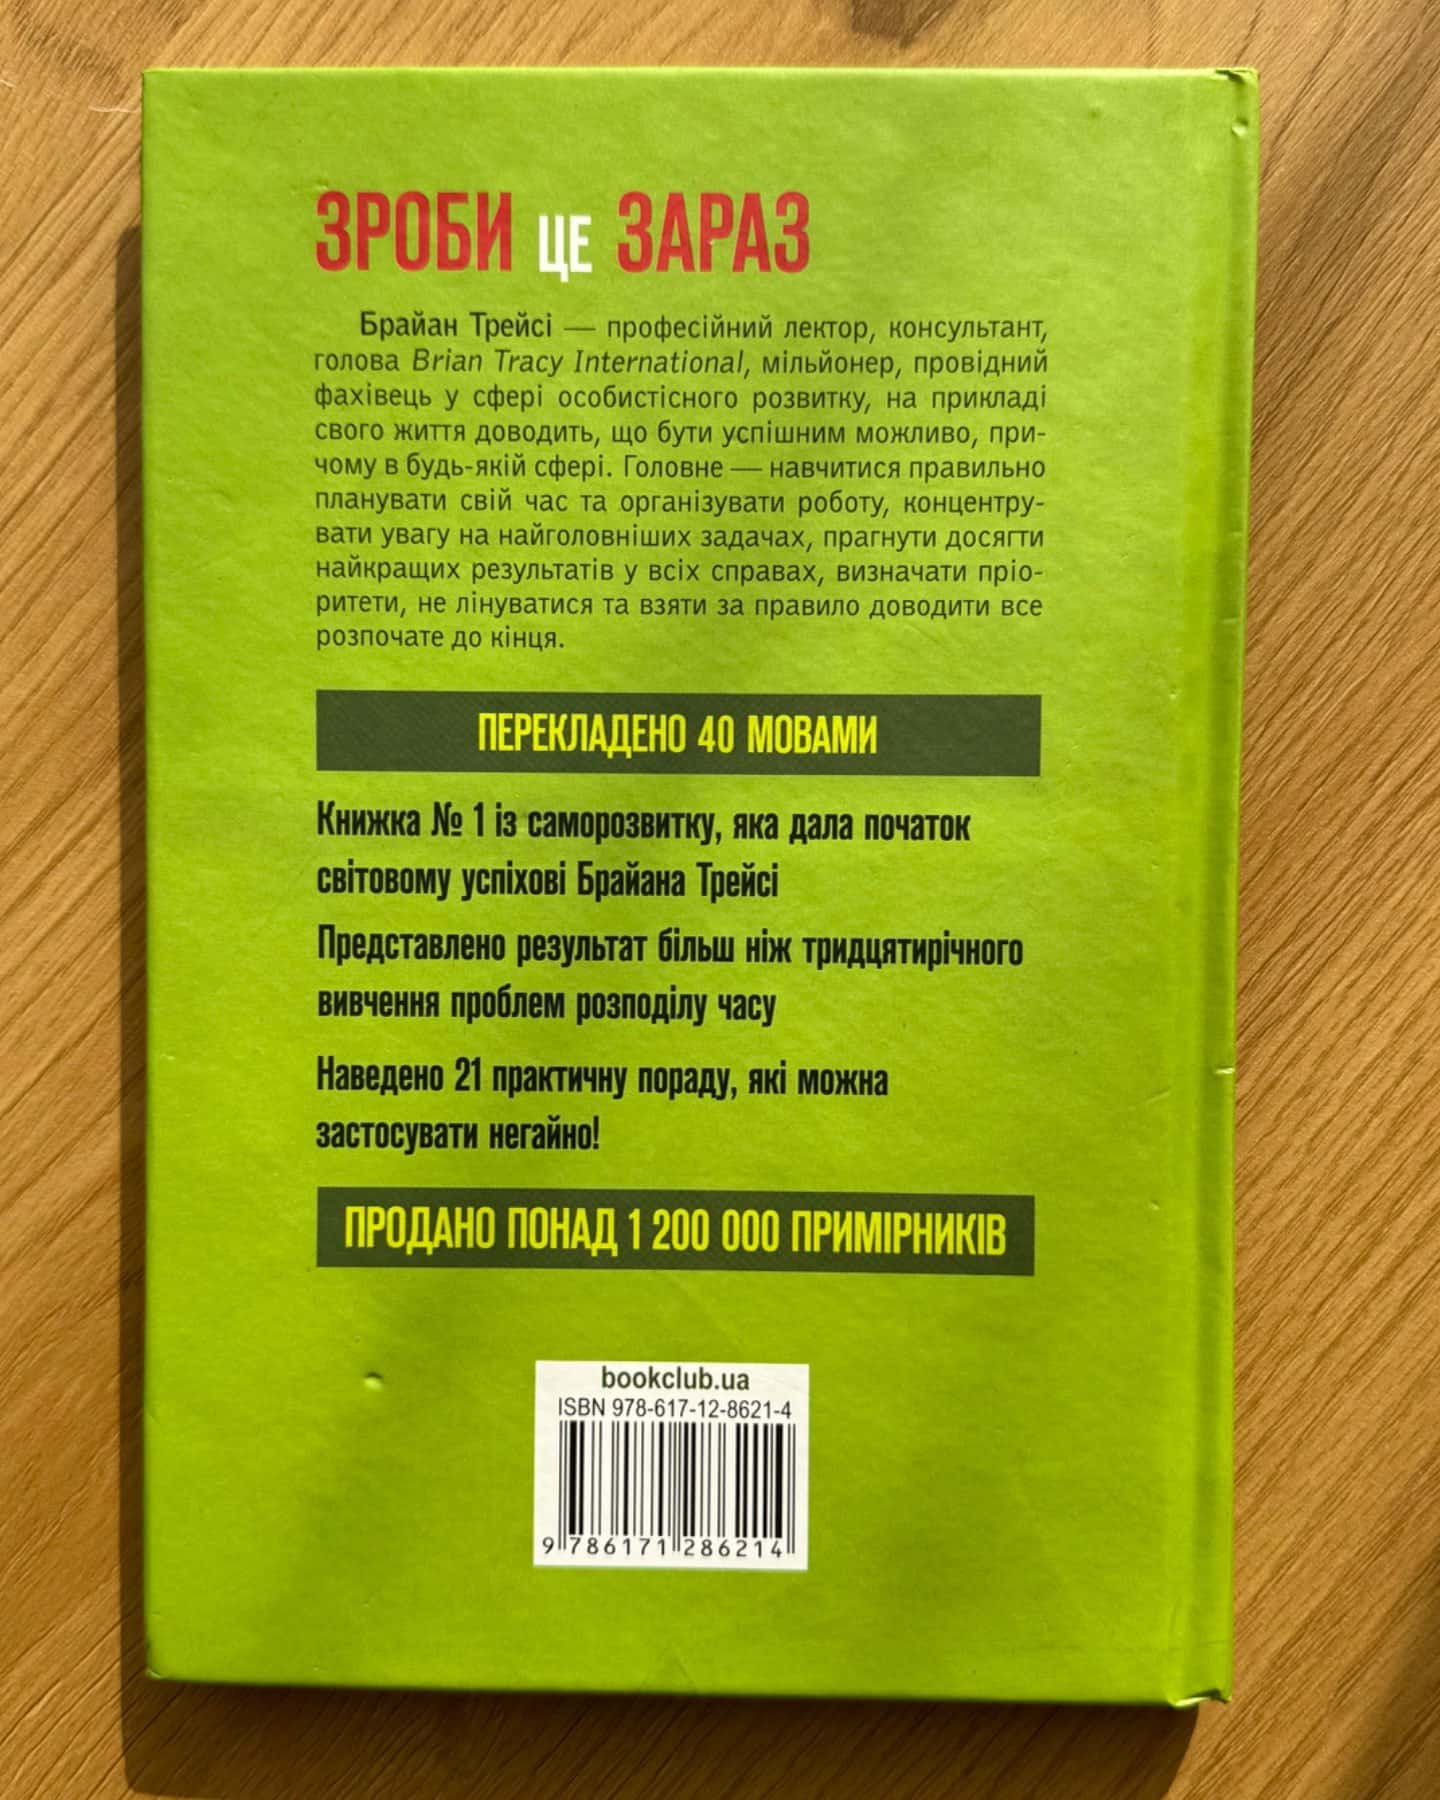 ЗРОБИ ЦЕ ЗАРАЗ
Брайан Трейсі — професійний лектор, консультант,
голова Brian Tracy International, мільйонер, провідний
фахівець у сфері особистісного розвитку, на прикладі
свого життя доводить, що бути успішним можливо, при-
чому в будь-якій сфері. Головне — навчитися правильно
планувати свій час та організувати роботу, концентру-
вати увагу на найголовніших задачах, прагнути досягти
найкращих результатів у всіх справах, визначати пріо-
ритети, не лінуватися та взяти за правило доводити все
розпочате до кінця.
ПЕРЕКЛАДЕНО 40 МОВАМИ
Книжка № 1 із саморозвитку, яка дала початок
світовому успіхові Брайана Трейсі
Представлено результат більш ніж тридцятирічного
вивчення проблем розподілу часу
Наведено 21 практичну пораду, які можна
застосувати негайно!
ПРОДАНО ПОНАД 1 200 000 ПРИМІРНИКІВ
bookclub.ua
ISBN 978-617-12-8621-4
9 786171 286214